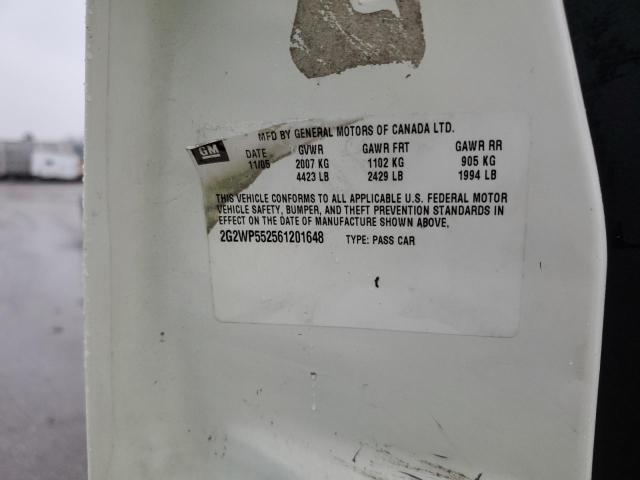 MFD BY GENERAL MOTORS OF CANADA LTD.
GM DATE GVWR GAWR FRT GAWR RR
11/05 2007 KG 1102 KG 905 KG
4423 LB 2429 LB 1994 LB
THIS VEHICLE CONFORMS TO ALL APPLICABLE U.S. FEDERAL MOTOR
VEHICLE SAFETY, BUMPER, AND THEFT PREVENTION STANDARDS IN
EFFECT ON THE DATE OF MANUFACTURE SHOWN ABOVE.
2G2WP552561201648 TYPE: PASS CAR